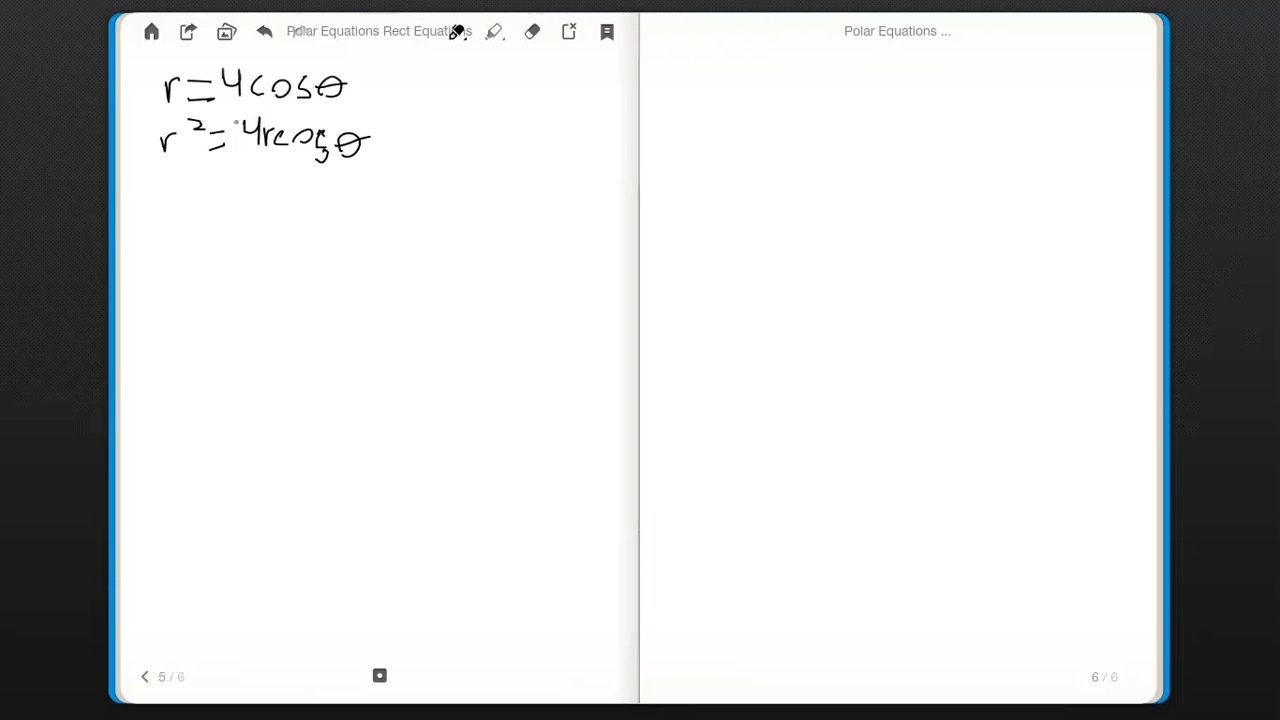 Polar Equations Rect Equations
Polar Equations ...
r=4cosθ
r²=4rcosθ
5 / 6
6 / 6